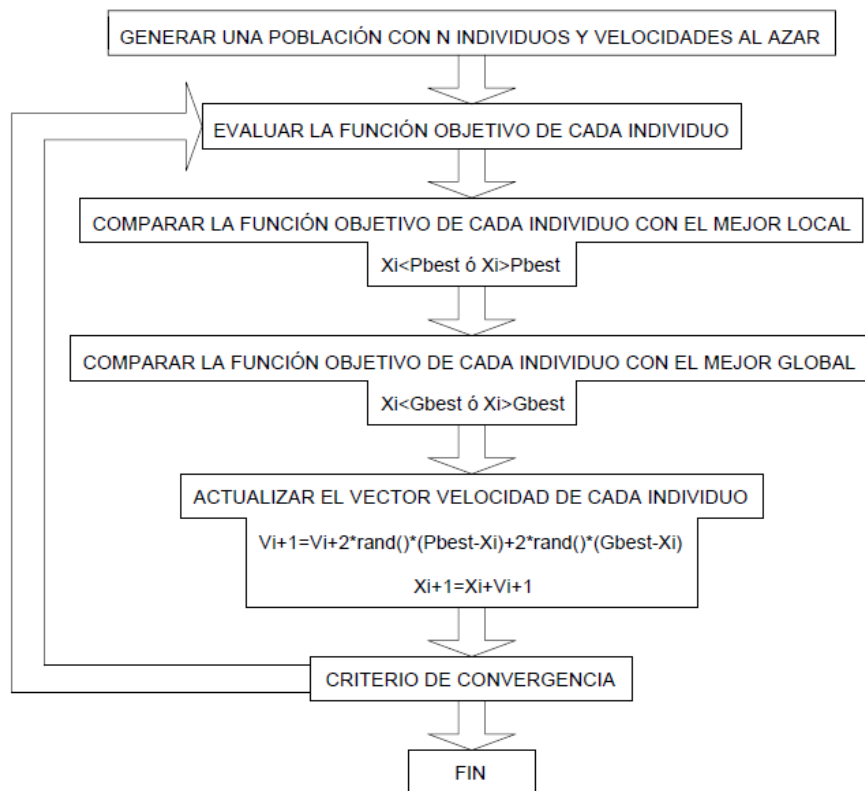 GENERAR UNA POBLACIÓN CON N INDIVIDUOS Y VELOCIDADES AL AZAR
EVALUAR LA FUNCIÓN OBJETIVO DE CADA INDIVIDUO
COMPARAR LA FUNCIÓN OBJETIVO DE CADA INDIVIDUO CON EL MEJOR LOCAL
Xi<Pbest ó Xi>Pbest
COMPARAR LA FUNCIÓN OBJETIVO DE CADA INDIVIDUO CON EL MEJOR GLOBAL
Xi<Gbest ó Xi>Gbest
ACTUALIZAR EL VECTOR VELOCIDAD DE CADA INDIVIDUO
Vi+1=Vi+2*rand()*(Pbest-Xi)+2*rand()*(Gbest-Xi)
Xi+1=Xi+Vi+1
CRITERIO DE CONVERGENCIA
FIN